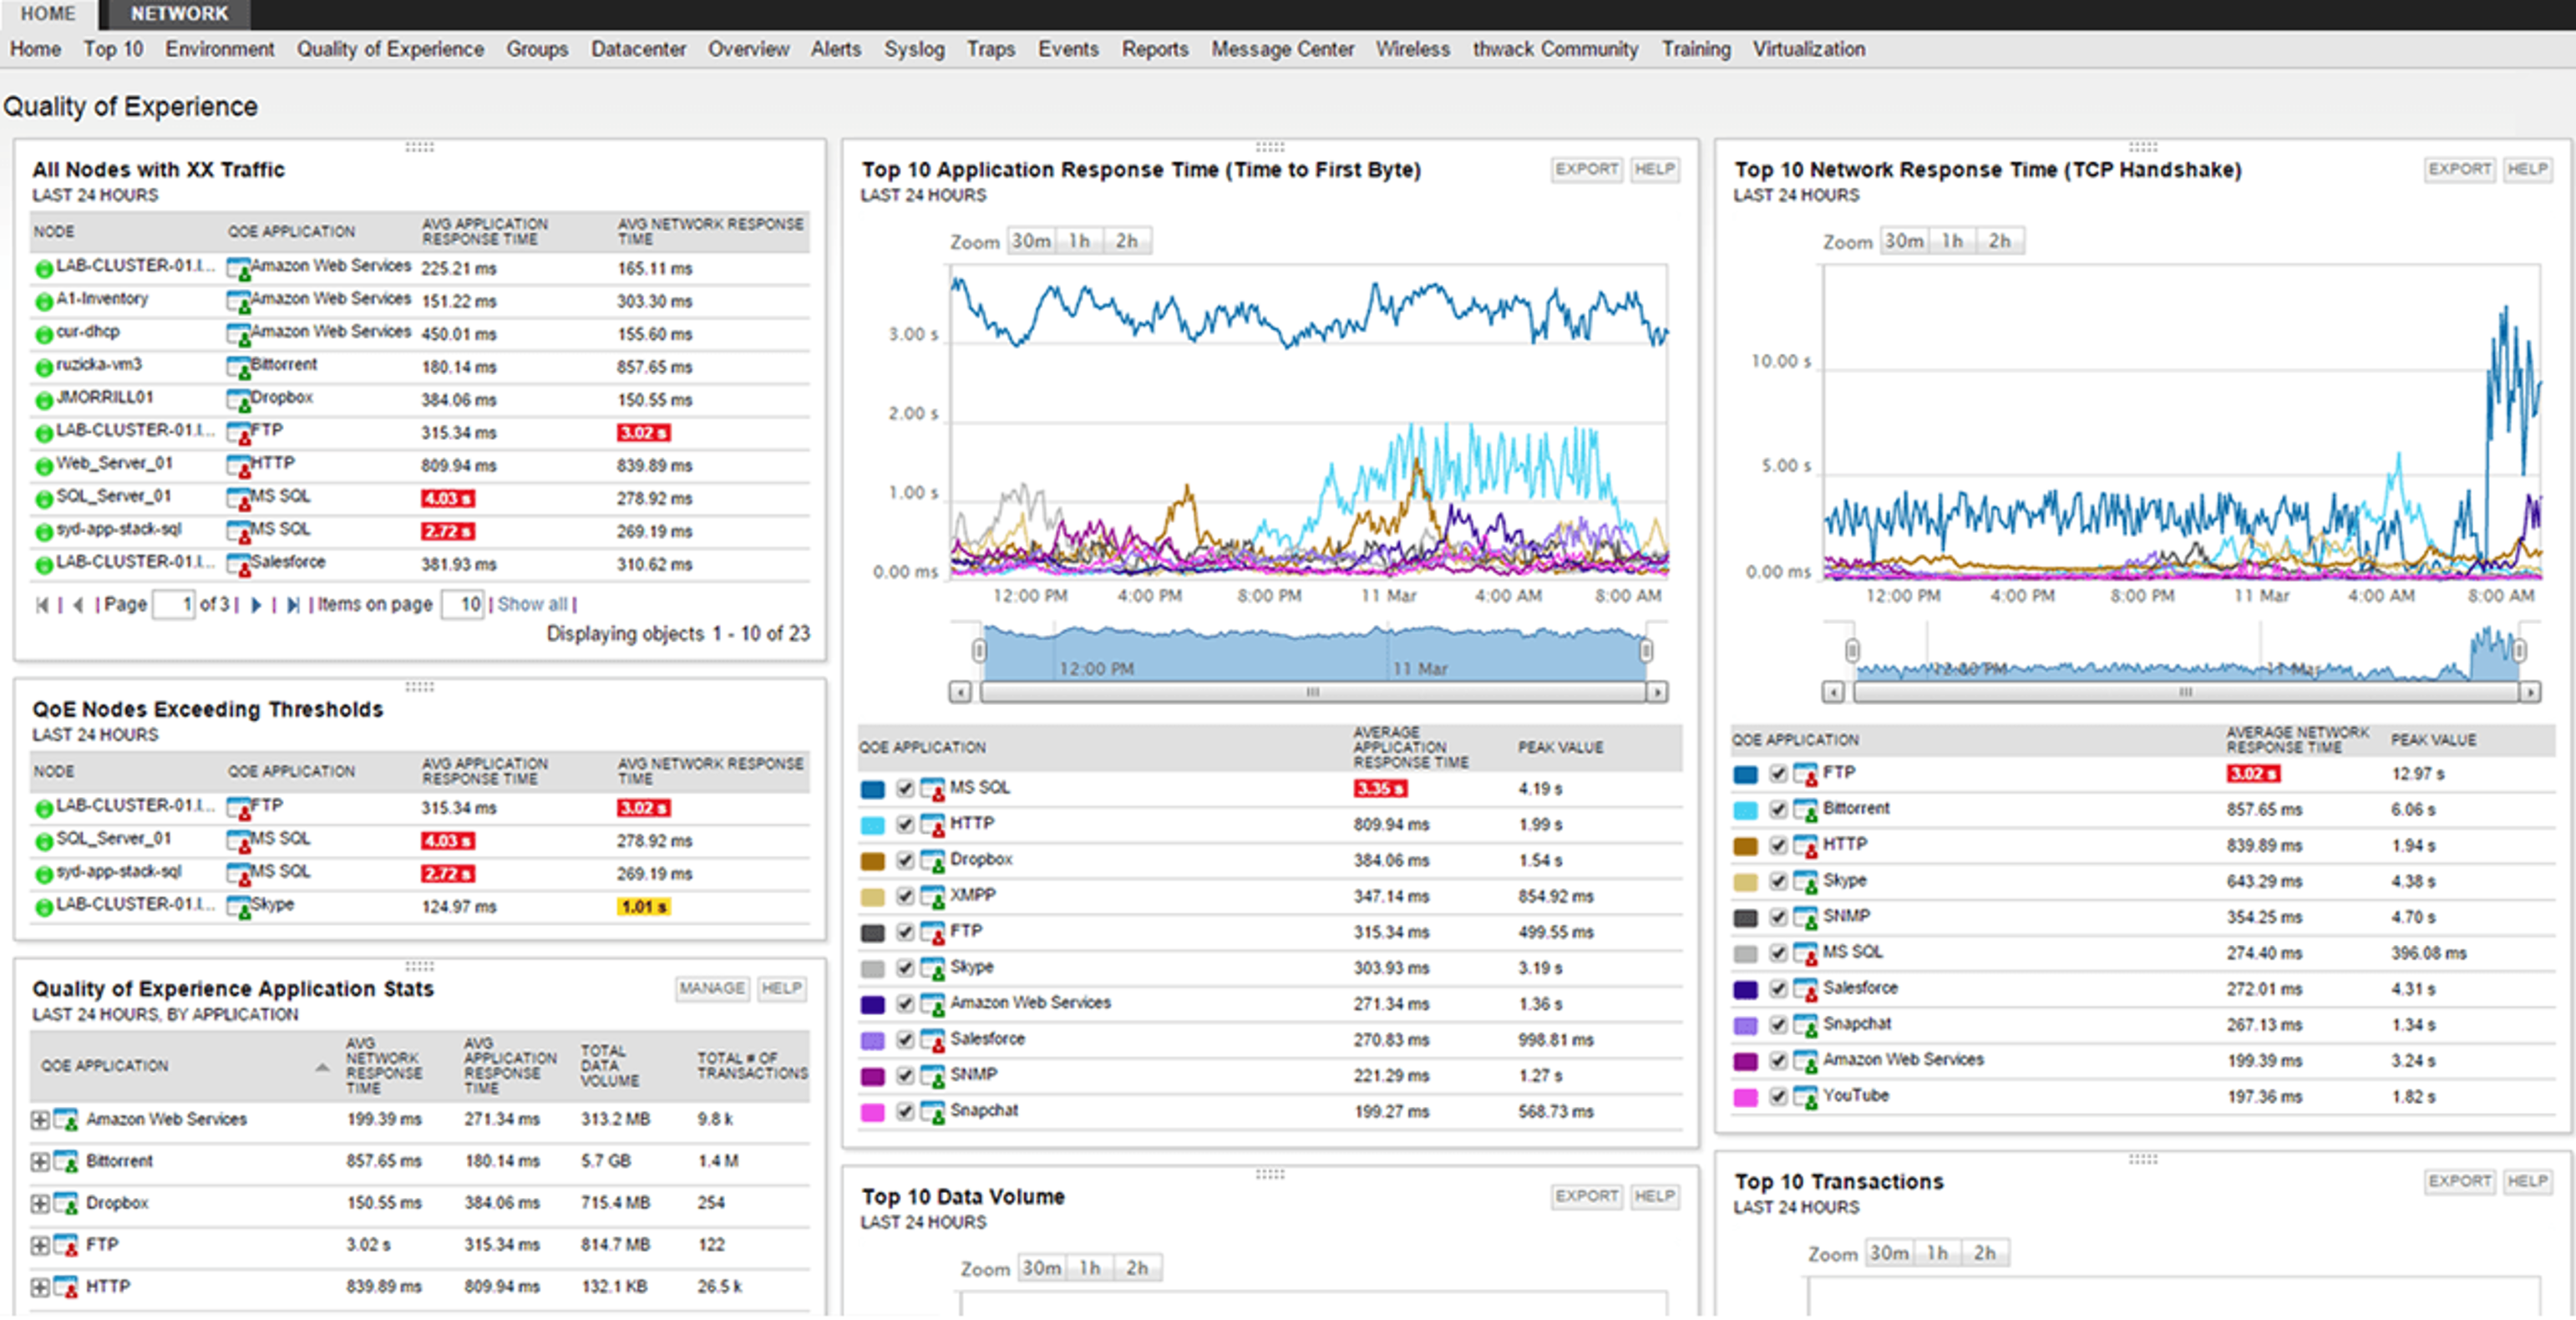 HOME NETWORK
Home Top 10 Environment Quality of Experience Groups Datacenter Overview Alerts Syslog Traps Events Reports Message Center Wireless thwack Community Training Virtualization
Quality of Experience
All Nodes with XX Traffic
LAST 24 HOURS
NODE QOE APPLICATION AVG APPLICATION RESPONSE TIME AVG NETWORK RESPONSE TIME
LAB-CLUSTER-01.l... Amazon Web Services 225.21 ms 165.11 ms
A1-Inventory Amazon Web Services 151.22 ms 303.30 ms
cur-dhcp Amazon Web Services 450.01 ms 155.60 ms
ruzicka-vm3 Bittorrent 180.14 ms 857.65 ms
JMORRILL01 Dropbox 384.06 ms 150.55 ms
LAB-CLUSTER-01.l... FTP 315.34 ms 3.02 s
Web_Server_01 HTTP 809.94 ms 839.89 ms
SQL_Server_01 MS SQL 4.03 s 278.92 ms
syd-app-stack-sql MS SQL 2.72 s 269.19 ms
LAB-CLUSTER-01.l... Salesforce 381.93 ms 310.62 ms
| | Page 1 of 3 | | | Items on page 10 | Show all |
Displaying objects 1 - 10 of 23
QoE Nodes Exceeding Thresholds
LAST 24 HOURS
NODE QOE APPLICATION AVG APPLICATION RESPONSE TIME AVG NETWORK RESPONSE TIME
LAB-CLUSTER-01.l... FTP 315.34 ms 3.02 s
SQL_Server_01 MS SQL 4.03 s 278.92 ms
syd-app-stack-sql MS SQL 2.72 s 269.19 ms
LAB-CLUSTER-01.l... Skype 124.97 ms 1.01 s
Quality of Experience Application Stats MANAGE HELP
LAST 24 HOURS, BY APPLICATION
QOE APPLICATION AVG NETWORK RESPONSE TIME AVG APPLICATION RESPONSE TIME TOTAL DATA VOLUME TOTAL # OF TRANSACTIONS
Amazon Web Services 199.39 ms 271.34 ms 313.2 MB 9.8 k
Bittorrent 857.65 ms 180.14 ms 5.7 GB 1.4 M
Dropbox 150.55 ms 384.06 ms 715.4 MB 254
FTP 3.02 s 315.34 ms 814.7 MB 122
HTTP 839.89 ms 809.94 ms 132.1 KB 26.5 k
Top 10 Application Response Time (Time to First Byte) EXPORT HELP
LAST 24 HOURS
Zoom 30m 1h 2h
3.00 s
2.00 s
1.00 s
0.00 ms
12:00 PM 4:00 PM 8:00 PM 11 Mar 4:00 AM 8:00 AM
12:00 PM 11 Mar
QOE APPLICATION AVERAGE APPLICATION RESPONSE TIME PEAK VALUE
MS SQL 3.35 s 4.19 s
HTTP 809.94 ms 1.99 s
Dropbox 384.06 ms 1.54 s
XMPP 347.14 ms 854.92 ms
FTP 315.34 ms 499.55 ms
Skype 303.93 ms 3.19 s
Amazon Web Services 271.34 ms 1.36 s
Salesforce 270.83 ms 998.81 ms
SNMP 221.29 ms 1.27 s
Snapchat 199.27 ms 568.73 ms
Top 10 Data Volume EXPORT HELP
LAST 24 HOURS
Zoom 30m 1h 2h
Top 10 Network Response Time (TCP Handshake) EXPORT HELP
LAST 24 HOURS
Zoom 30m 1h 2h
10.00 s
5.00 s
0.00 ms
12:00 PM 4:00 PM 8:00 PM 11 Mar 4:00 AM 8:00 AM
12:00 PM 11 Mar
QOE APPLICATION AVERAGE NETWORK RESPONSE TIME PEAK VALUE
FTP 3.02 s 12.97 s
Bittorrent 857.65 ms 6.06 s
HTTP 839.89 ms 1.94 s
Skype 643.29 ms 4.38 s
SNMP 354.25 ms 4.70 s
MS SQL 274.40 ms 396.08 ms
Salesforce 272.01 ms 4.31 s
Snapchat 267.13 ms 1.34 s
Amazon Web Services 199.39 ms 3.24 s
YouTube 197.36 ms 1.82 s
Top 10 Transactions EXPORT HELP
LAST 24 HOURS
Zoom 30m 1h 2h